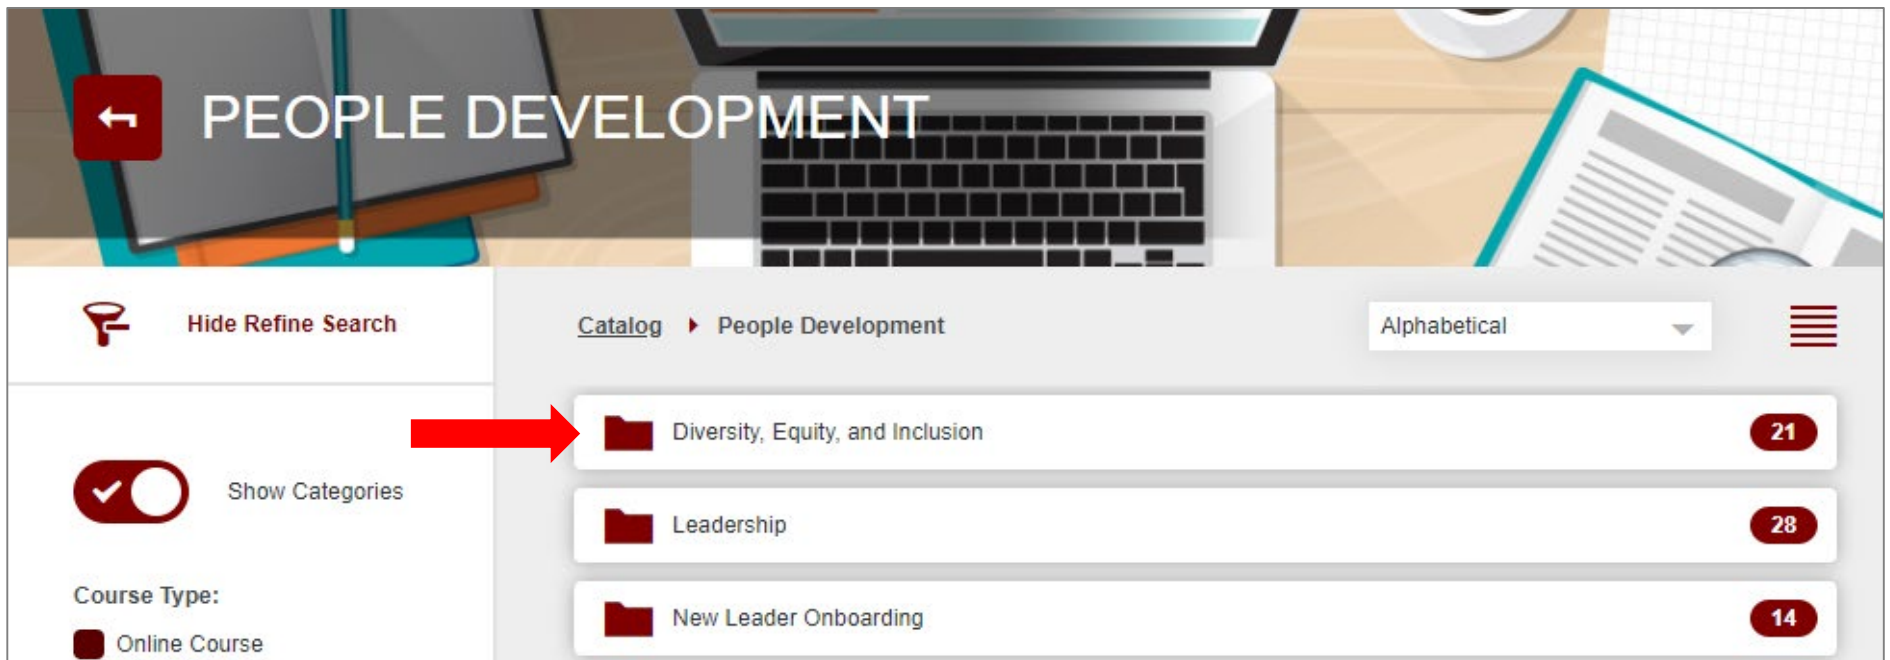 PEOPLE DEVELOPMENT
Hide Refine Search
Catalog People Development
Alphabetical
Show Categories
Course Type:
Online Course
Diversity, Equity, and Inclusion 21
Leadership 28
New Leader Onboarding 14